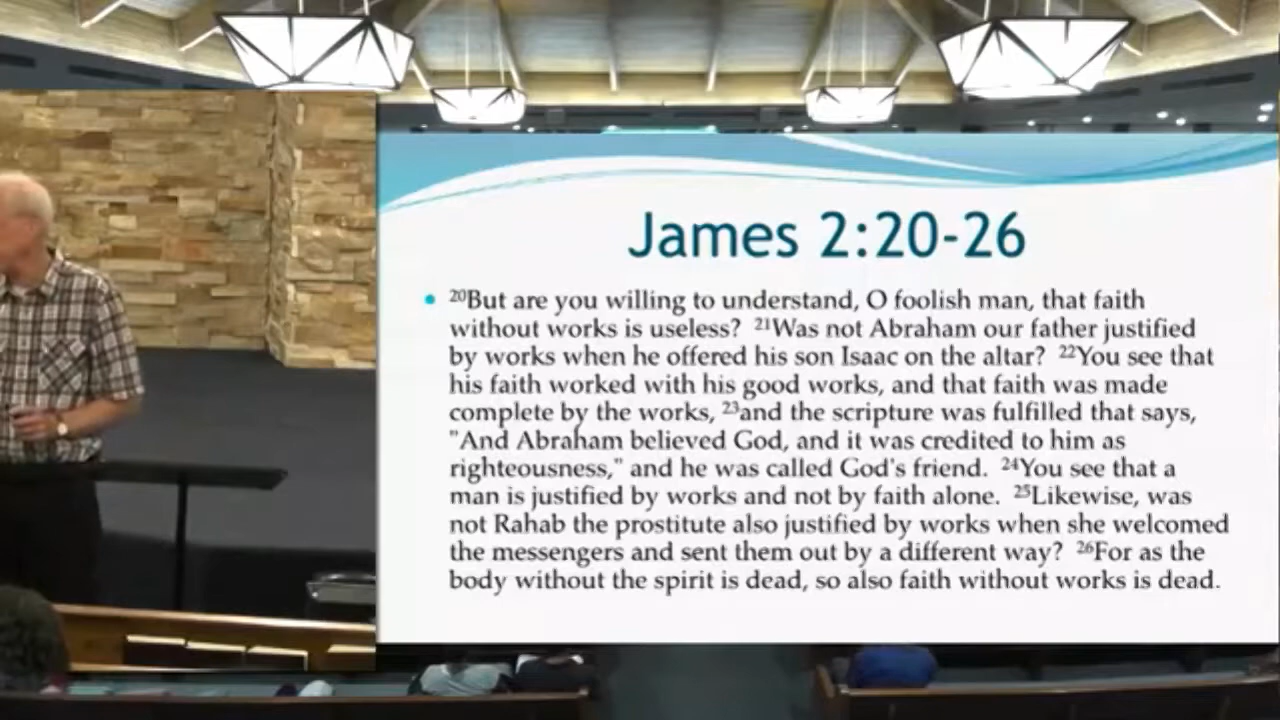 James 2:20-26
• ²⁰But are you willing to understand, O foolish man, that faith
without works is useless? ²¹Was not Abraham our father justified
by works when he offered his son Isaac on the altar? ²²You see that
his faith worked with his good works, and that faith was made
complete by the works, ²³and the scripture was fulfilled that says,
"And Abraham believed God, and it was credited to him as
righteousness," and he was called God's friend. ²⁴You see that a
man is justified by works and not by faith alone. ²⁵Likewise, was
not Rahab the prostitute also justified by works when she welcomed
the messengers and sent them out by a different way? ²⁶For as the
body without the spirit is dead, so also faith without works is dead.